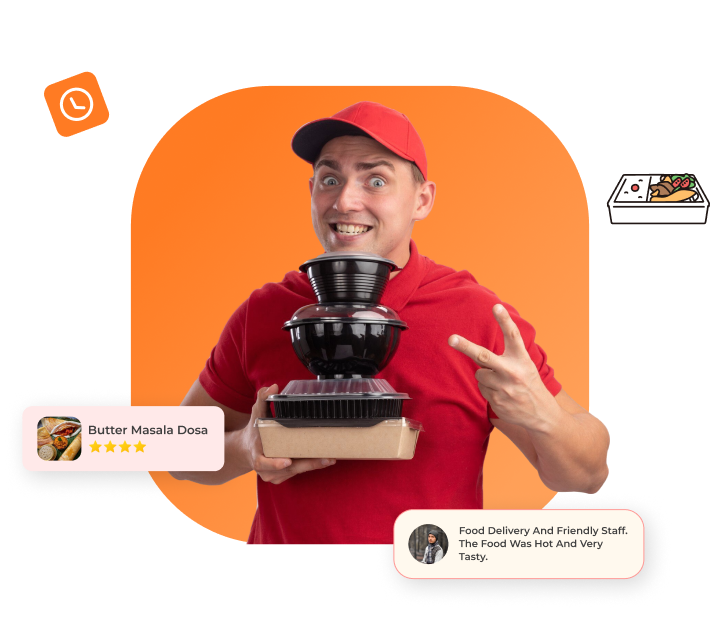 Butter Masala Dosa
Food Delivery And Friendly Staff.
The Food Was Hot And Very
Tasty.